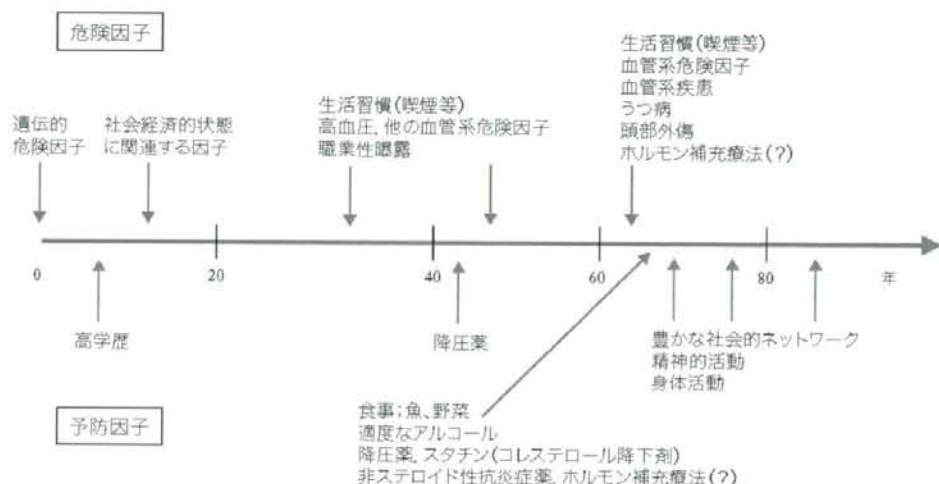 危険因子
生活習慣(喫煙等)
血管系危険因子
血管系疾患
うつ病
頭部外傷
ホルモン補充療法(?)
生活習慣(喫煙等)
高血圧, 他の血管系危険因子
職業性曝露
遺伝的
危険因子
社会経済的状態
に関連する因子
0
20
40
60
80
年
高学歴
降圧薬
豊かな社会的ネットワーク
精神的活動
身体活動
予防因子
食事;魚、野菜
適度なアルコール
降圧薬, スタチン(コレステロール降下剤)
非ステロイド性抗炎症薬, ホルモン補充療法(?)